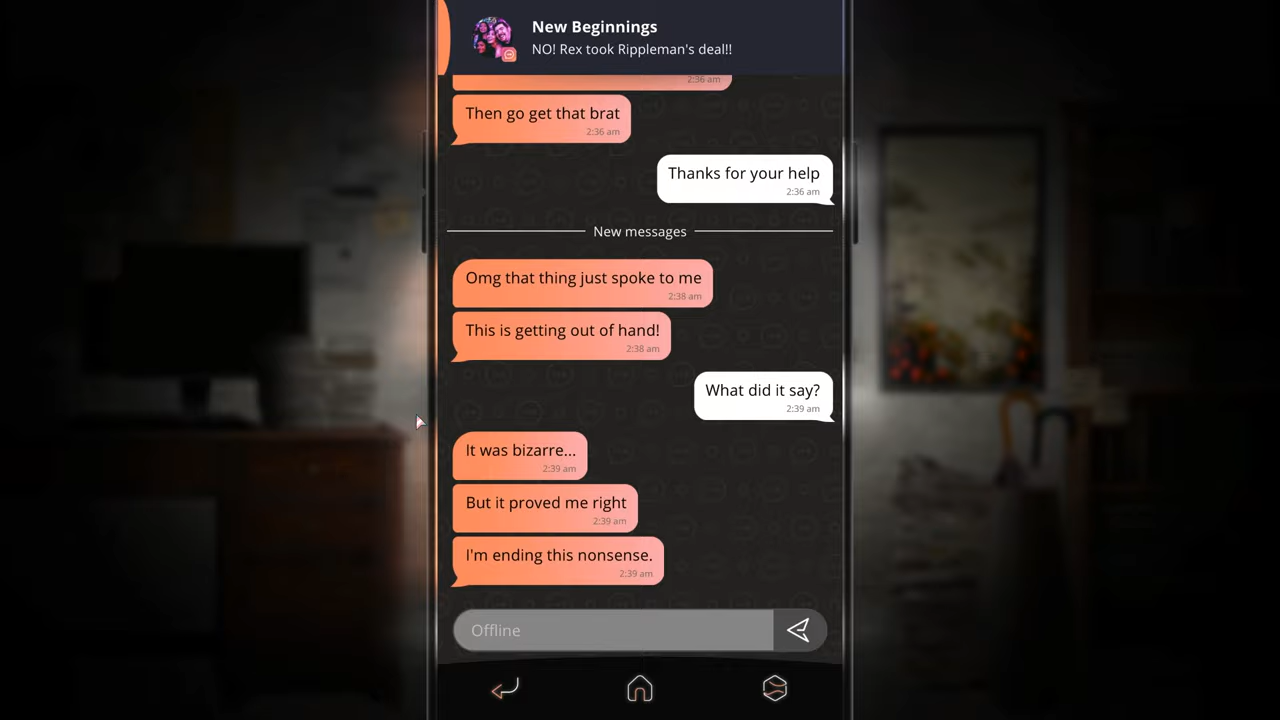 New Beginnings
NO! Rex took Rippleman's deal!!
2:36 am
Then go get that brat
2:36 am
Thanks for your help
2:36 am
New messages
Omg that thing just spoke to me
2:38 am
This is getting out of hand!
2:38 am
What did it say?
2:39 am
It was bizarre...
2:39 am
But it proved me right
2:39 am
I'm ending this nonsense.
2:39 am
Offline